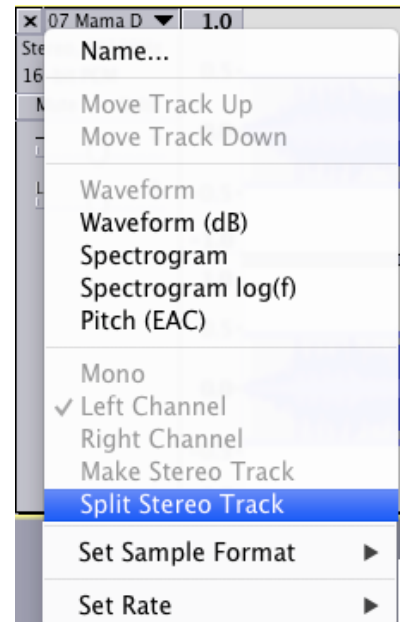 07 Mama D 1.0
Ste
16
Name...
M
Move Track Up
Move Track Down
Waveform
Waveform (dB)
L
Spectrogram
Spectrogram log(f)
Pitch (EAC)
Mono
Left Channel
Right Channel
Make Stereo Track
Split Stereo Track
Set Sample Format
Set Rate